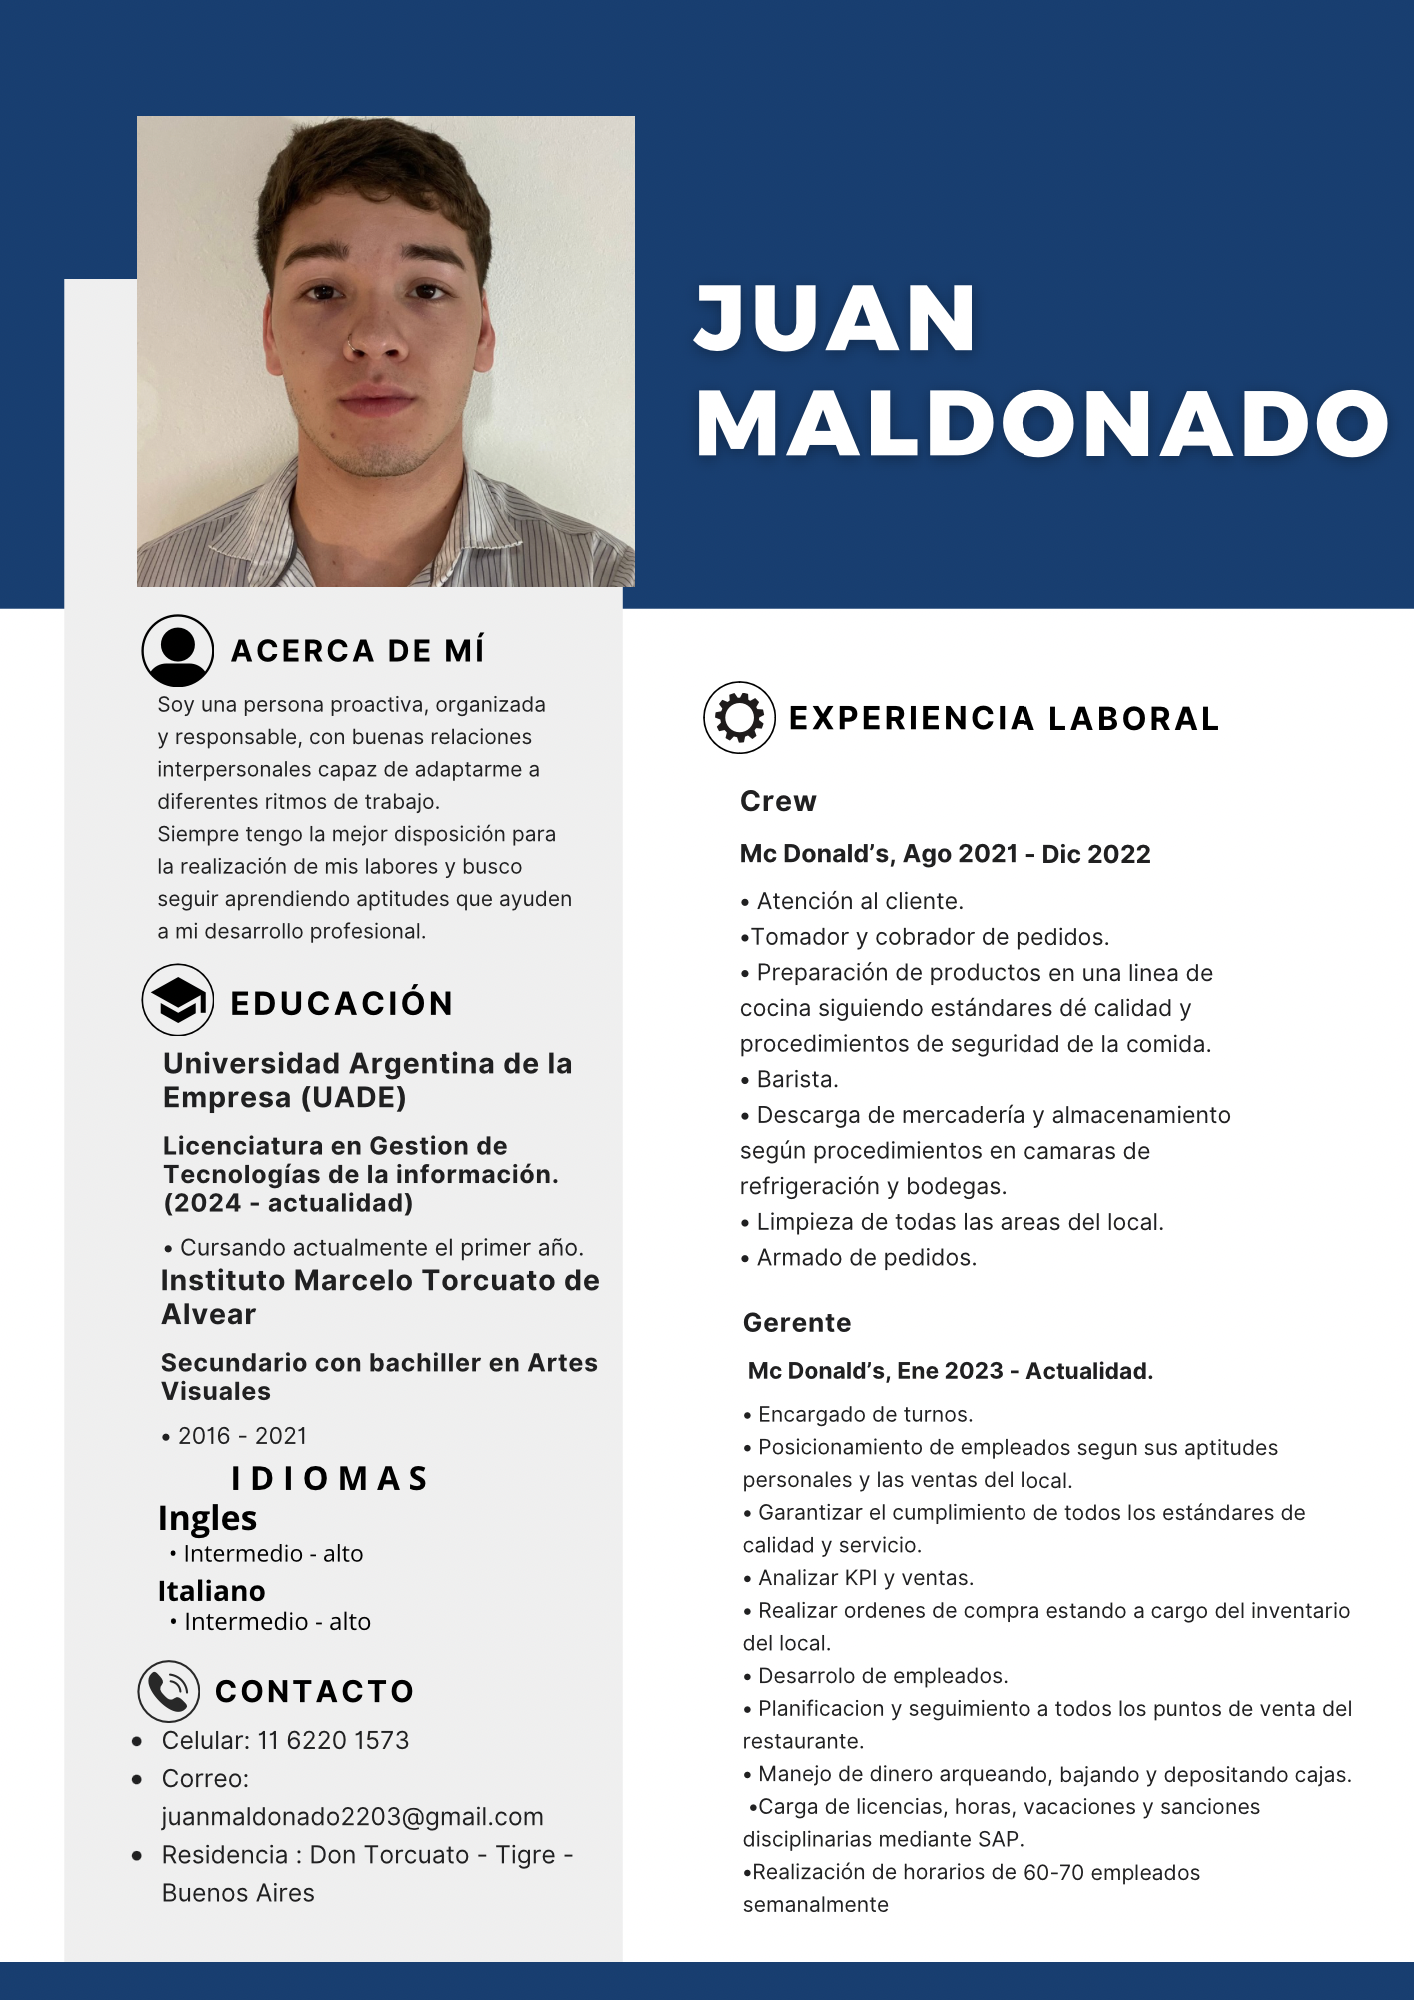 JUAN
MALDONADO
ACERCA DE MÍ
Soy una persona proactiva, organizada
y responsable, con buenas relaciones
interpersonales capaz de adaptarme a
diferentes ritmos de trabajo.
Siempre tengo la mejor disposición para
la realización de mis labores y busco
seguir aprendiendo aptitudes que ayuden
a mi desarrollo profesional.
EDUCACIÓN
Universidad Argentina de la
Empresa (UADE)
Licenciatura en Gestion de
Tecnologías de la información.
(2024 - actualidad)
• Cursando actualmente el primer año.
Instituto Marcelo Torcuato de
Alvear
Secundario con bachiller en Artes
Visuales
• 2016 - 2021
IDIOMAS
Ingles
• Intermedio - alto
Italiano
• Intermedio - alto
CONTACTO
• Celular: 11 6220 1573
• Correo:
juanmaldonado2203@gmail.com
• Residencia : Don Torcuato - Tigre -
Buenos Aires
EXPERIENCIA LABORAL
Crew
Mc Donald’s, Ago 2021 - Dic 2022
• Atención al cliente.
•Tomador y cobrador de pedidos.
• Preparación de productos en una linea de
cocina siguiendo estándares dé calidad y
procedimientos de seguridad de la comida.
• Barista.
• Descarga de mercadería y almacenamiento
según procedimientos en camaras de
refrigeración y bodegas.
• Limpieza de todas las areas del local.
• Armado de pedidos.
Gerente
Mc Donald’s, Ene 2023 - Actualidad.
• Encargado de turnos.
• Posicionamiento de empleados segun sus aptitudes
personales y las ventas del local.
• Garantizar el cumplimiento de todos los estándares de
calidad y servicio.
• Analizar KPI y ventas.
• Realizar ordenes de compra estando a cargo del inventario
del local.
• Desarrolo de empleados.
• Planificacion y seguimiento a todos los puntos de venta del
restaurante.
• Manejo de dinero arqueando, bajando y depositando cajas.
•Carga de licencias, horas, vacaciones y sanciones
disciplinarias mediante SAP.
•Realización de horarios de 60-70 empleados
semanalmente